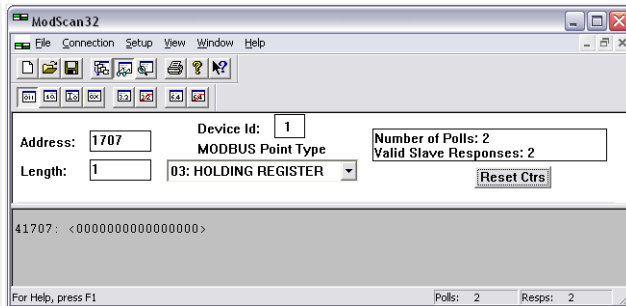 ModScan32
File Connection Setup View Window Help
Device Id: 1
Address: 1707
MODBUS Point Type
Length: 1
03: HOLDING REGISTER
Number of Polls: 2
Valid Slave Responses: 2
Reset Ctrs
41707: <0000000000000000>
For Help, press F1
Polls: 2
Resps: 2